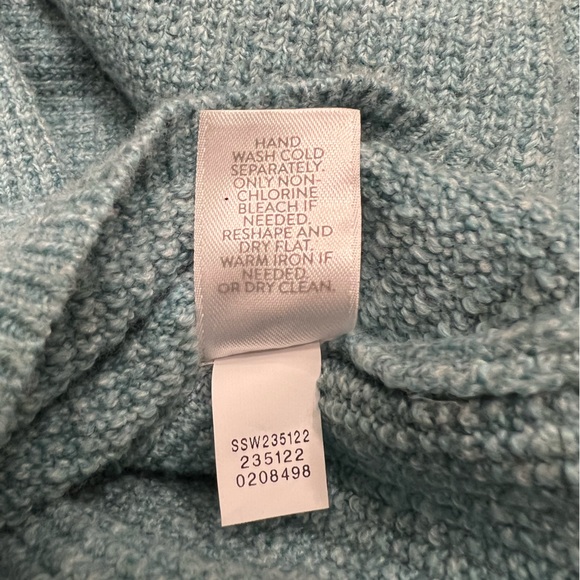 HAND
WASH COLD
SEPARATELY.
ONLY NON-
CHLORINE
BLEACH IF
NEEDED.
RESHAPE AND
DRY FLAT.
WARM IRON IF
NEEDED
OR DRY CLEAN.
SSW235122
235122
0208498